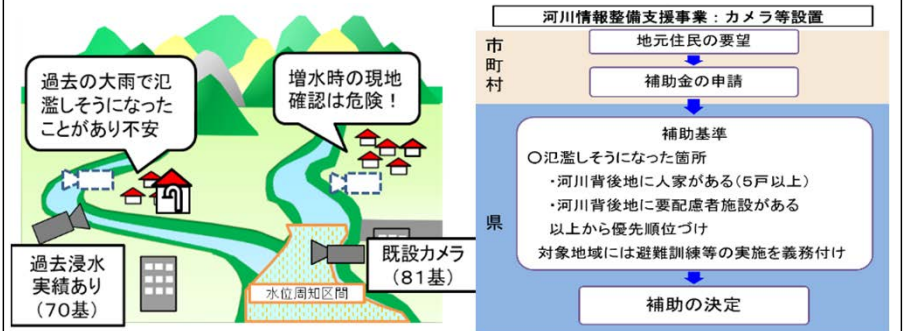 過去の大雨で氾
濫しそうになった
ことがあり不安
増水時の現地
確認は危険！
過去浸水
実績あり
（70基）
既設カメラ
（81基）
水位周知区間
河川情報整備支援事業：カメラ等設置
市町村
地元住民の要望
補助金の申請
県
補助基準
〇氾濫しそうになった箇所
・河川背後地に人家がある（5戸以上）
・河川背後地に要配慮者施設がある
以上から優先順位づけ
対象地域には避難訓練等の実施を義務付け
補助の決定